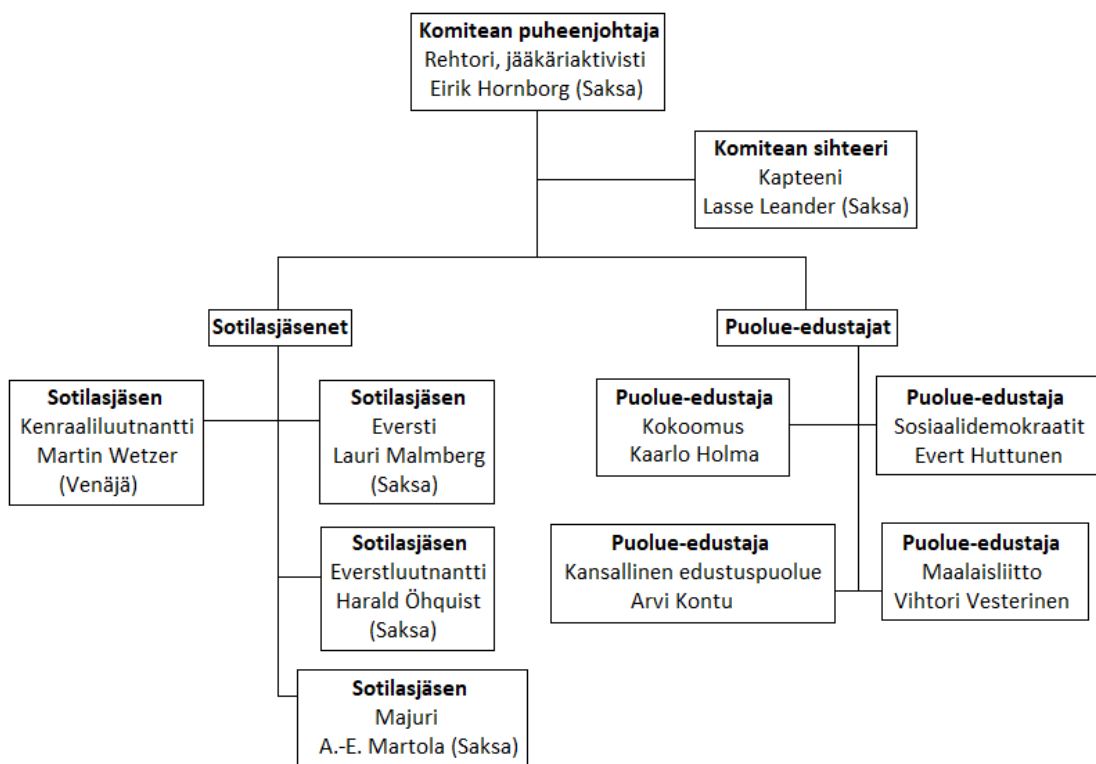 Komitean puheenjohtaja
Rehtori, jääkäriaktivisti
Eirik Hornborg (Saksa)
Komitean sihteeri
Kapteeni
Lasse Leander (Saksa)
Sotilasjäsenet
Puolue-edustajat
Sotilasjäsen
Kenraaliluutnantti
Martin Wetzer
(Venäjä)
Sotilasjäsen
Eversti
Lauri Malmberg
(Saksa)
Puolue-edustaja
Kokoomus
Kaarlo Holma
Puolue-edustaja
Sosiaalidemokraatit
Evert Huttunen
Sotilasjäsen
Everstluutnantti
Harald Öhquist
(Saksa)
Puolue-edustaja
Kansallinen edustuspuolue
Arvi Kontu
Puolue-edustaja
Maalaisliitto
Vihtori Vesterinen
Sotilasjäsen
Majuri
A.-E. Martola (Saksa)